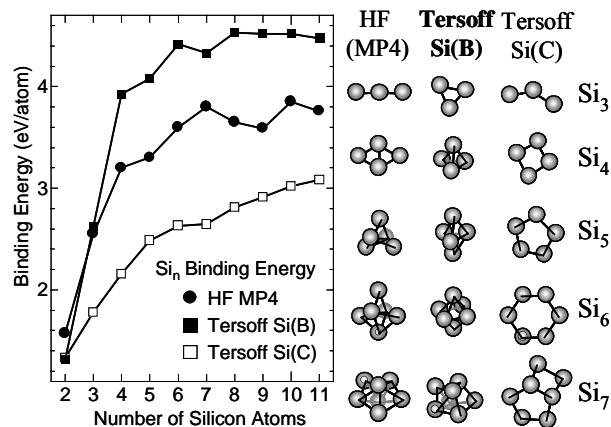 Binding Energy (eV/atom)
4
3
2
Si_n Binding Energy
HF MP4
Tersoff Si(B)
Tersoff Si(C)
2 3 4 5 6 7 8 9 10 11
Number of Silicon Atoms
HF Tersoff Tersoff
(MP4) Si(B) Si(C)
Si₃
Si₄
Si₅
Si₆
Si₇